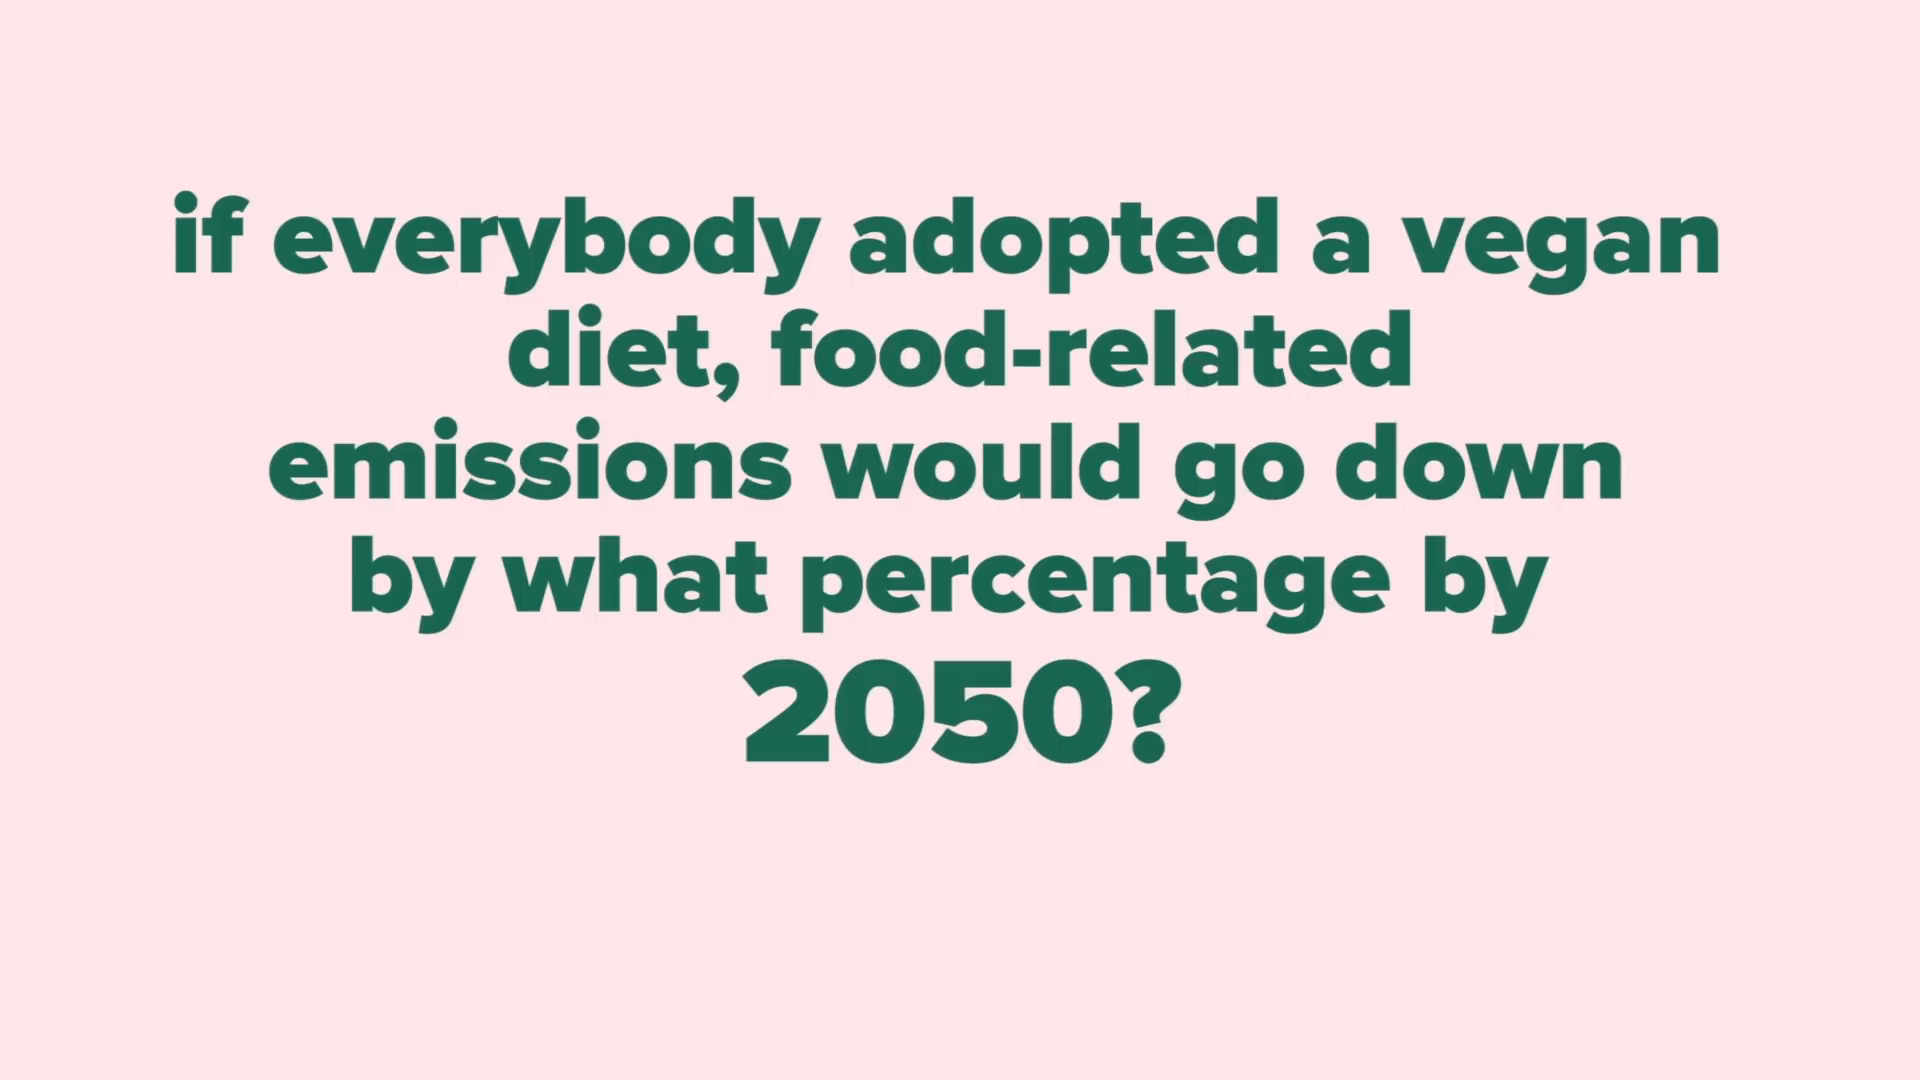 if everybody adopted a vegan
diet, food-related
emissions would go down
by what percentage by
2050?